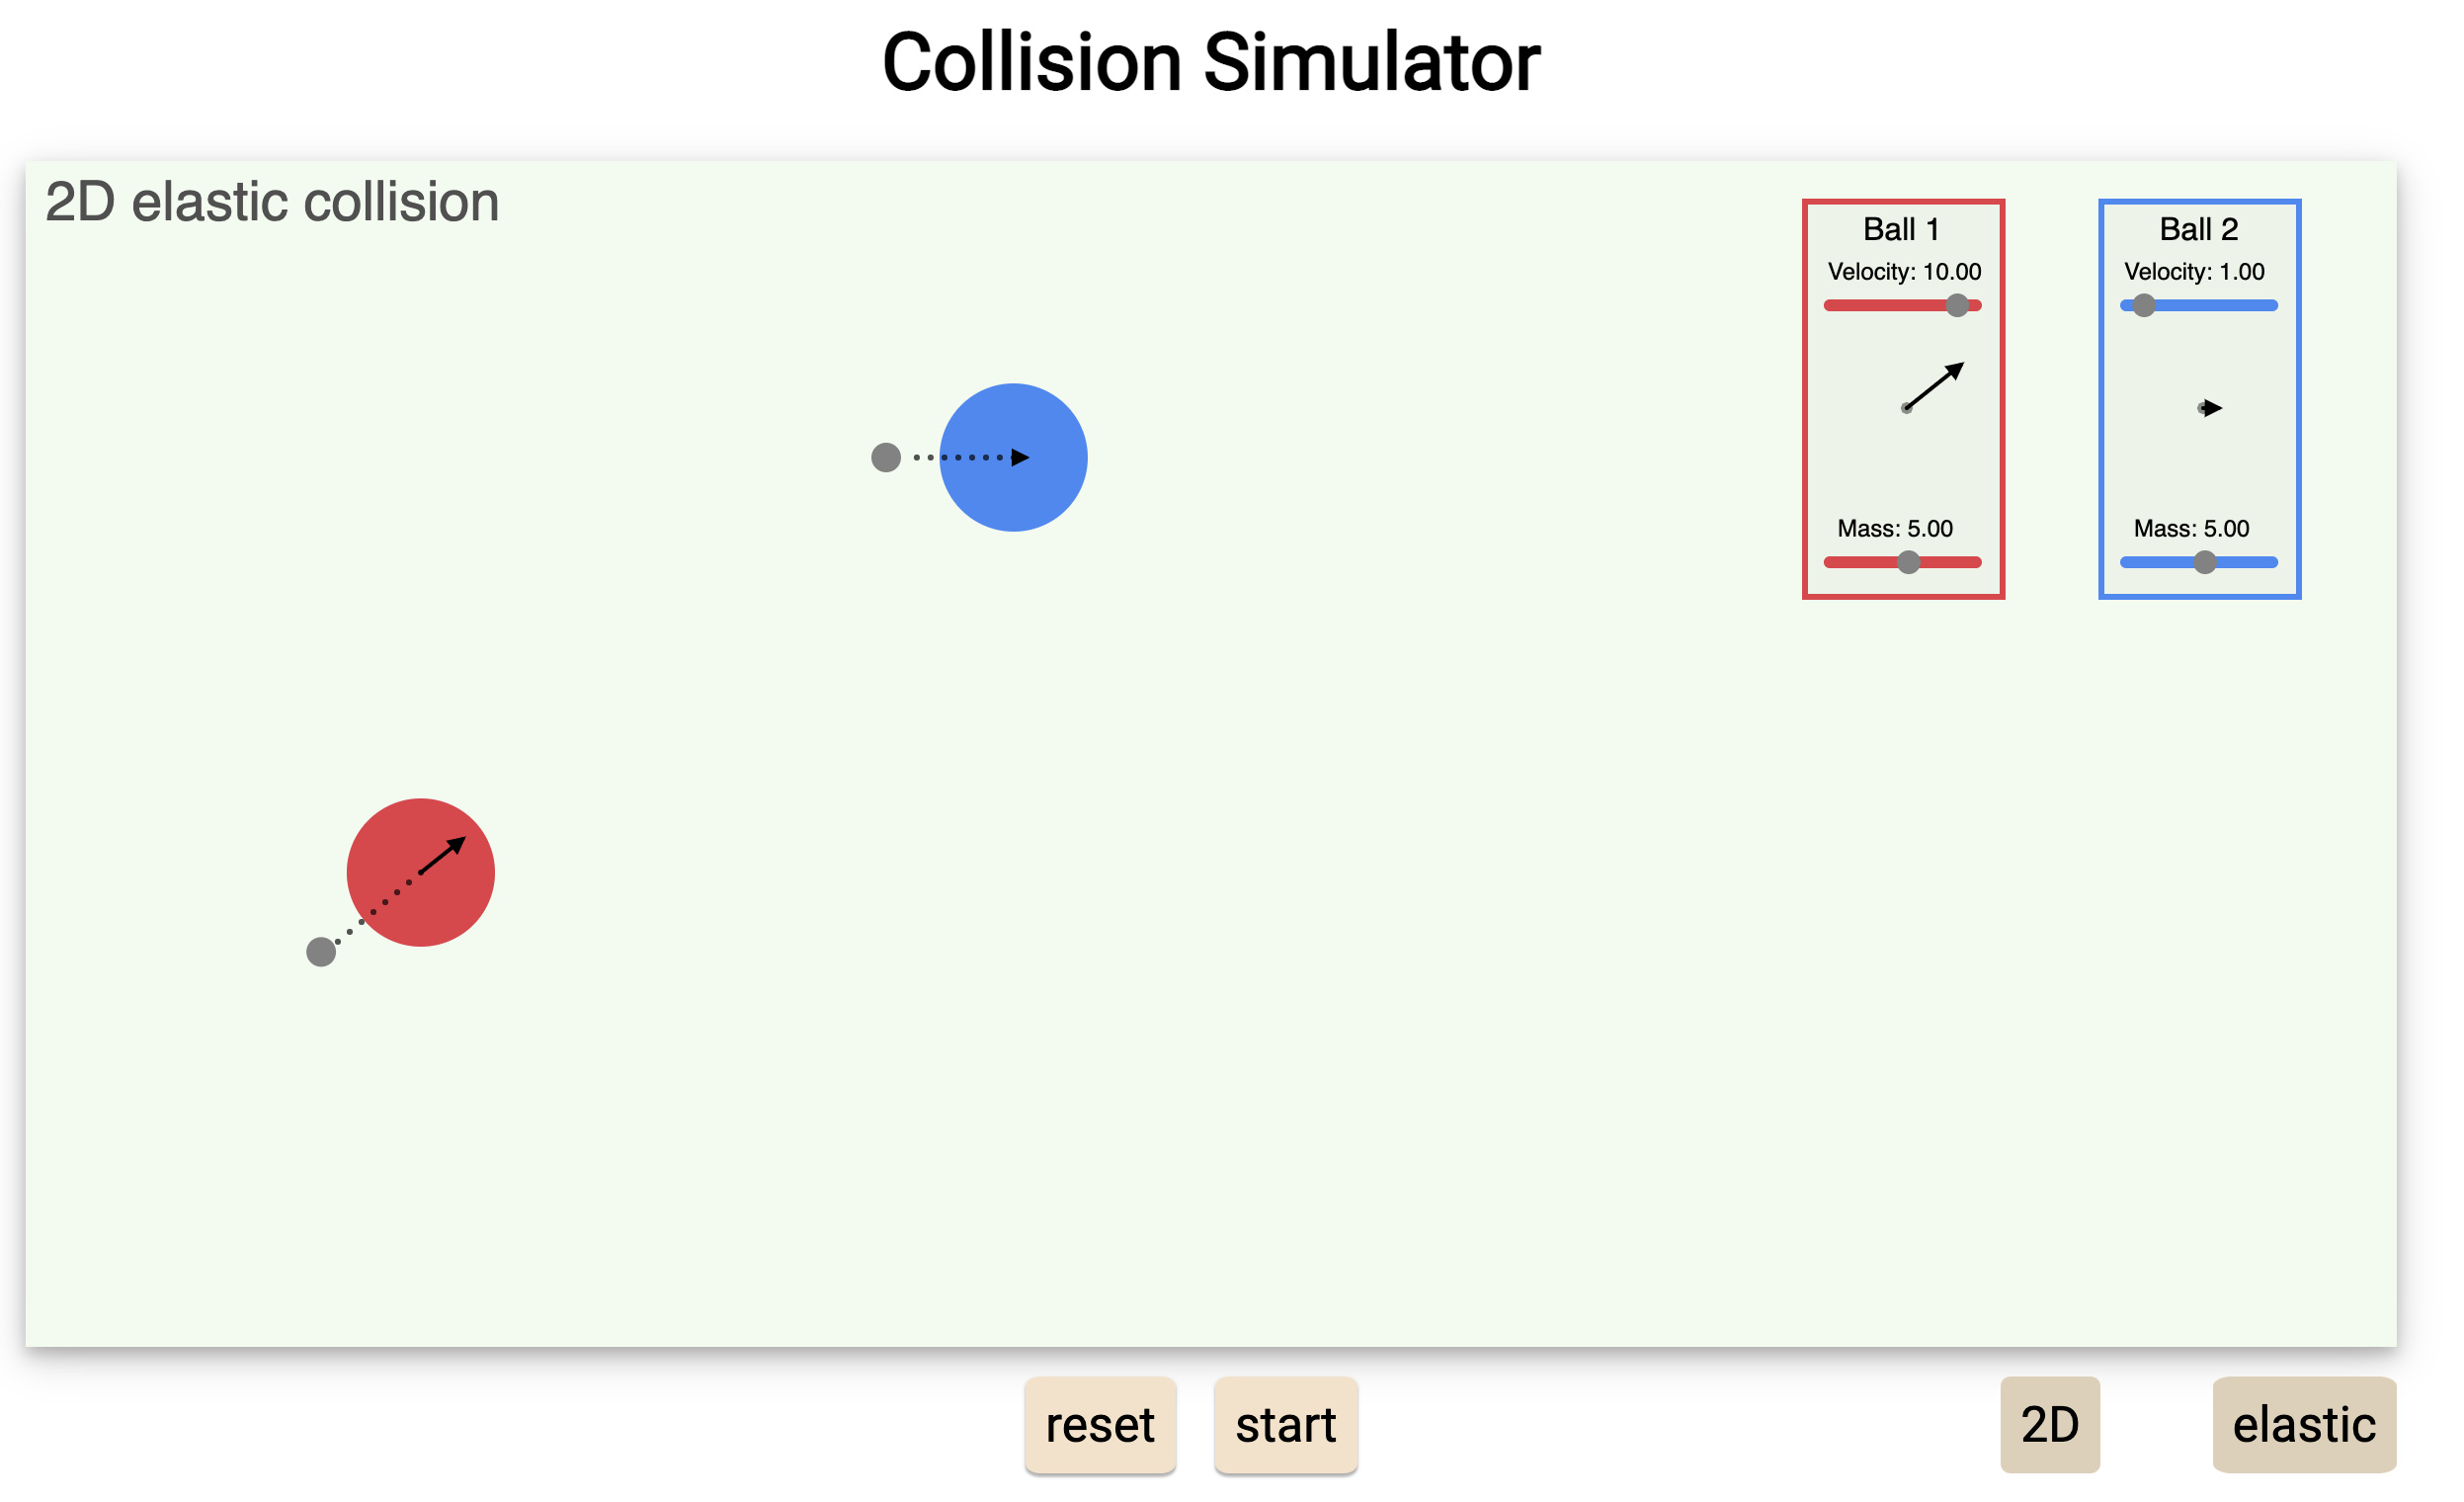 Collision Simulator
2D elastic collision
Ball 1
Velocity: 10.00
Mass: 5.00
Ball 2
Velocity: 1.00
Mass: 5.00
reset
start
2D
elastic